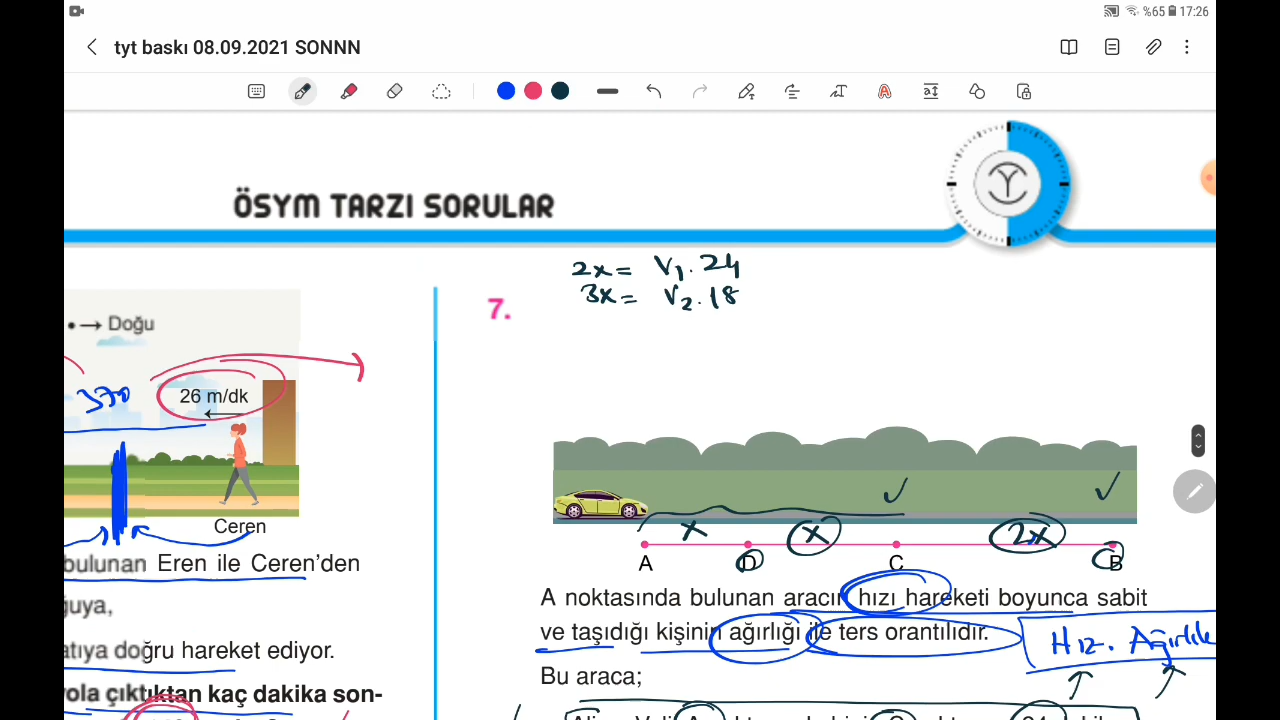 %65 17:26
tyt baskı 08.09.2021 SONNN
ÖSYM TARZI SORULAR
2x = V1.24
3x = V2.18
7.
Doğu
370
26 m/dk
Ceren
bulunan Eren ile Ceren'den
ğuya,
atıya doğru hareket ediyor.
yola çıktıktan kaç dakika son-
x x 2x
A D C B
A noktasında bulunan aracın hızı hareketi boyunca sabit
ve taşıdığı kişinin ağırlığı ile ters orantılıdır.
Hız. Ağırlık
Bu araca;